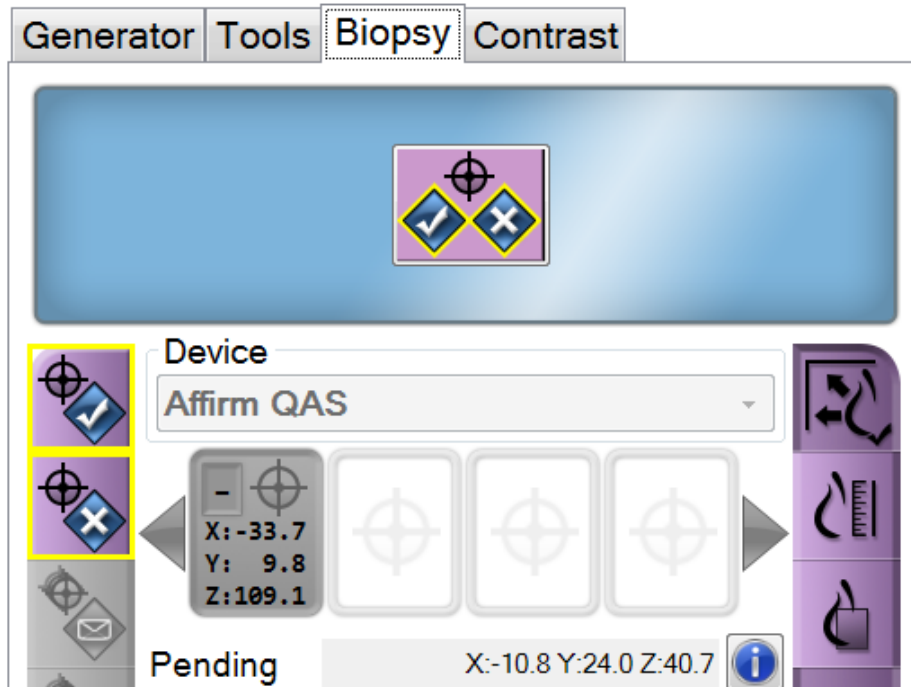 Generator Tools Biopsy Contrast
Device
Affirm QAS
-
X:-33.7
Y: 9.8
Z:109.1
Pending X:-10.8 Y:24.0 Z:40.7 i